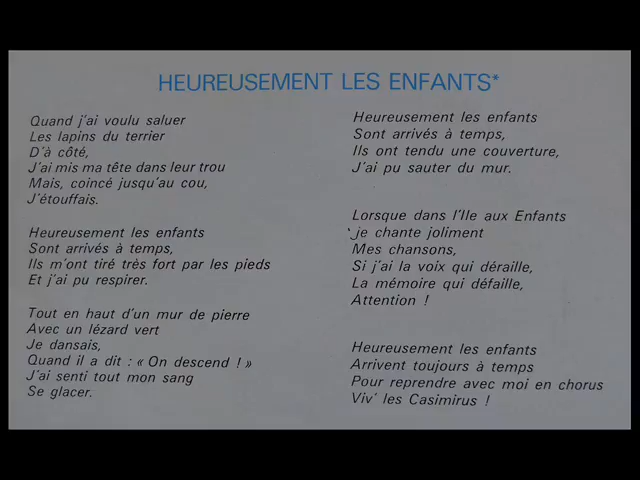 HEUREUSEMENT LES ENFANTS*
Quand j'ai voulu saluer
Les lapins du terrier
D'à côté,
J'ai mis ma tête dans leur trou
Mais, coincé jusqu'au cou,
J'étouffais.
Heureusement les enfants
Sont arrivés à temps,
Ils m'ont tiré très fort par les pieds
Et j'ai pu respirer.
Tout en haut d'un mur de pierre
Avec un lézard vert
Je dansais,
Quand il a dit : « On descend ! »
J'ai senti tout mon sang
Se glacer.
Heureusement les enfants
Sont arrivés à temps,
Ils ont tendu une couverture,
J'ai pu sauter du mur.
Lorsque dans l'Ile aux Enfants
je chante joliment
Mes chansons,
Si j'ai la voix qui déraille,
La mémoire qui défaille,
Attention !
Heureusement les enfants
Arrivent toujours à temps
Pour reprendre avec moi en chorus
Viv' les Casimirus !